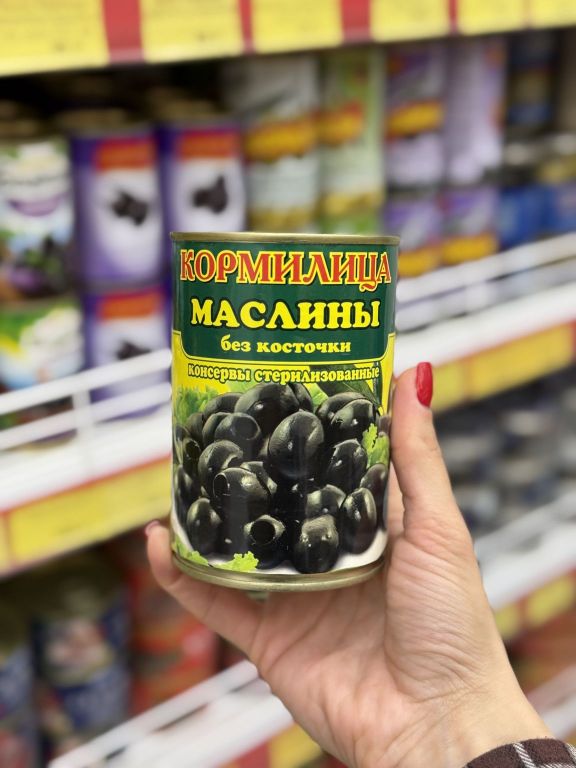 КОРМИЛИЦА
МАСЛИНЫ
без косточки
консервы стерилизованные